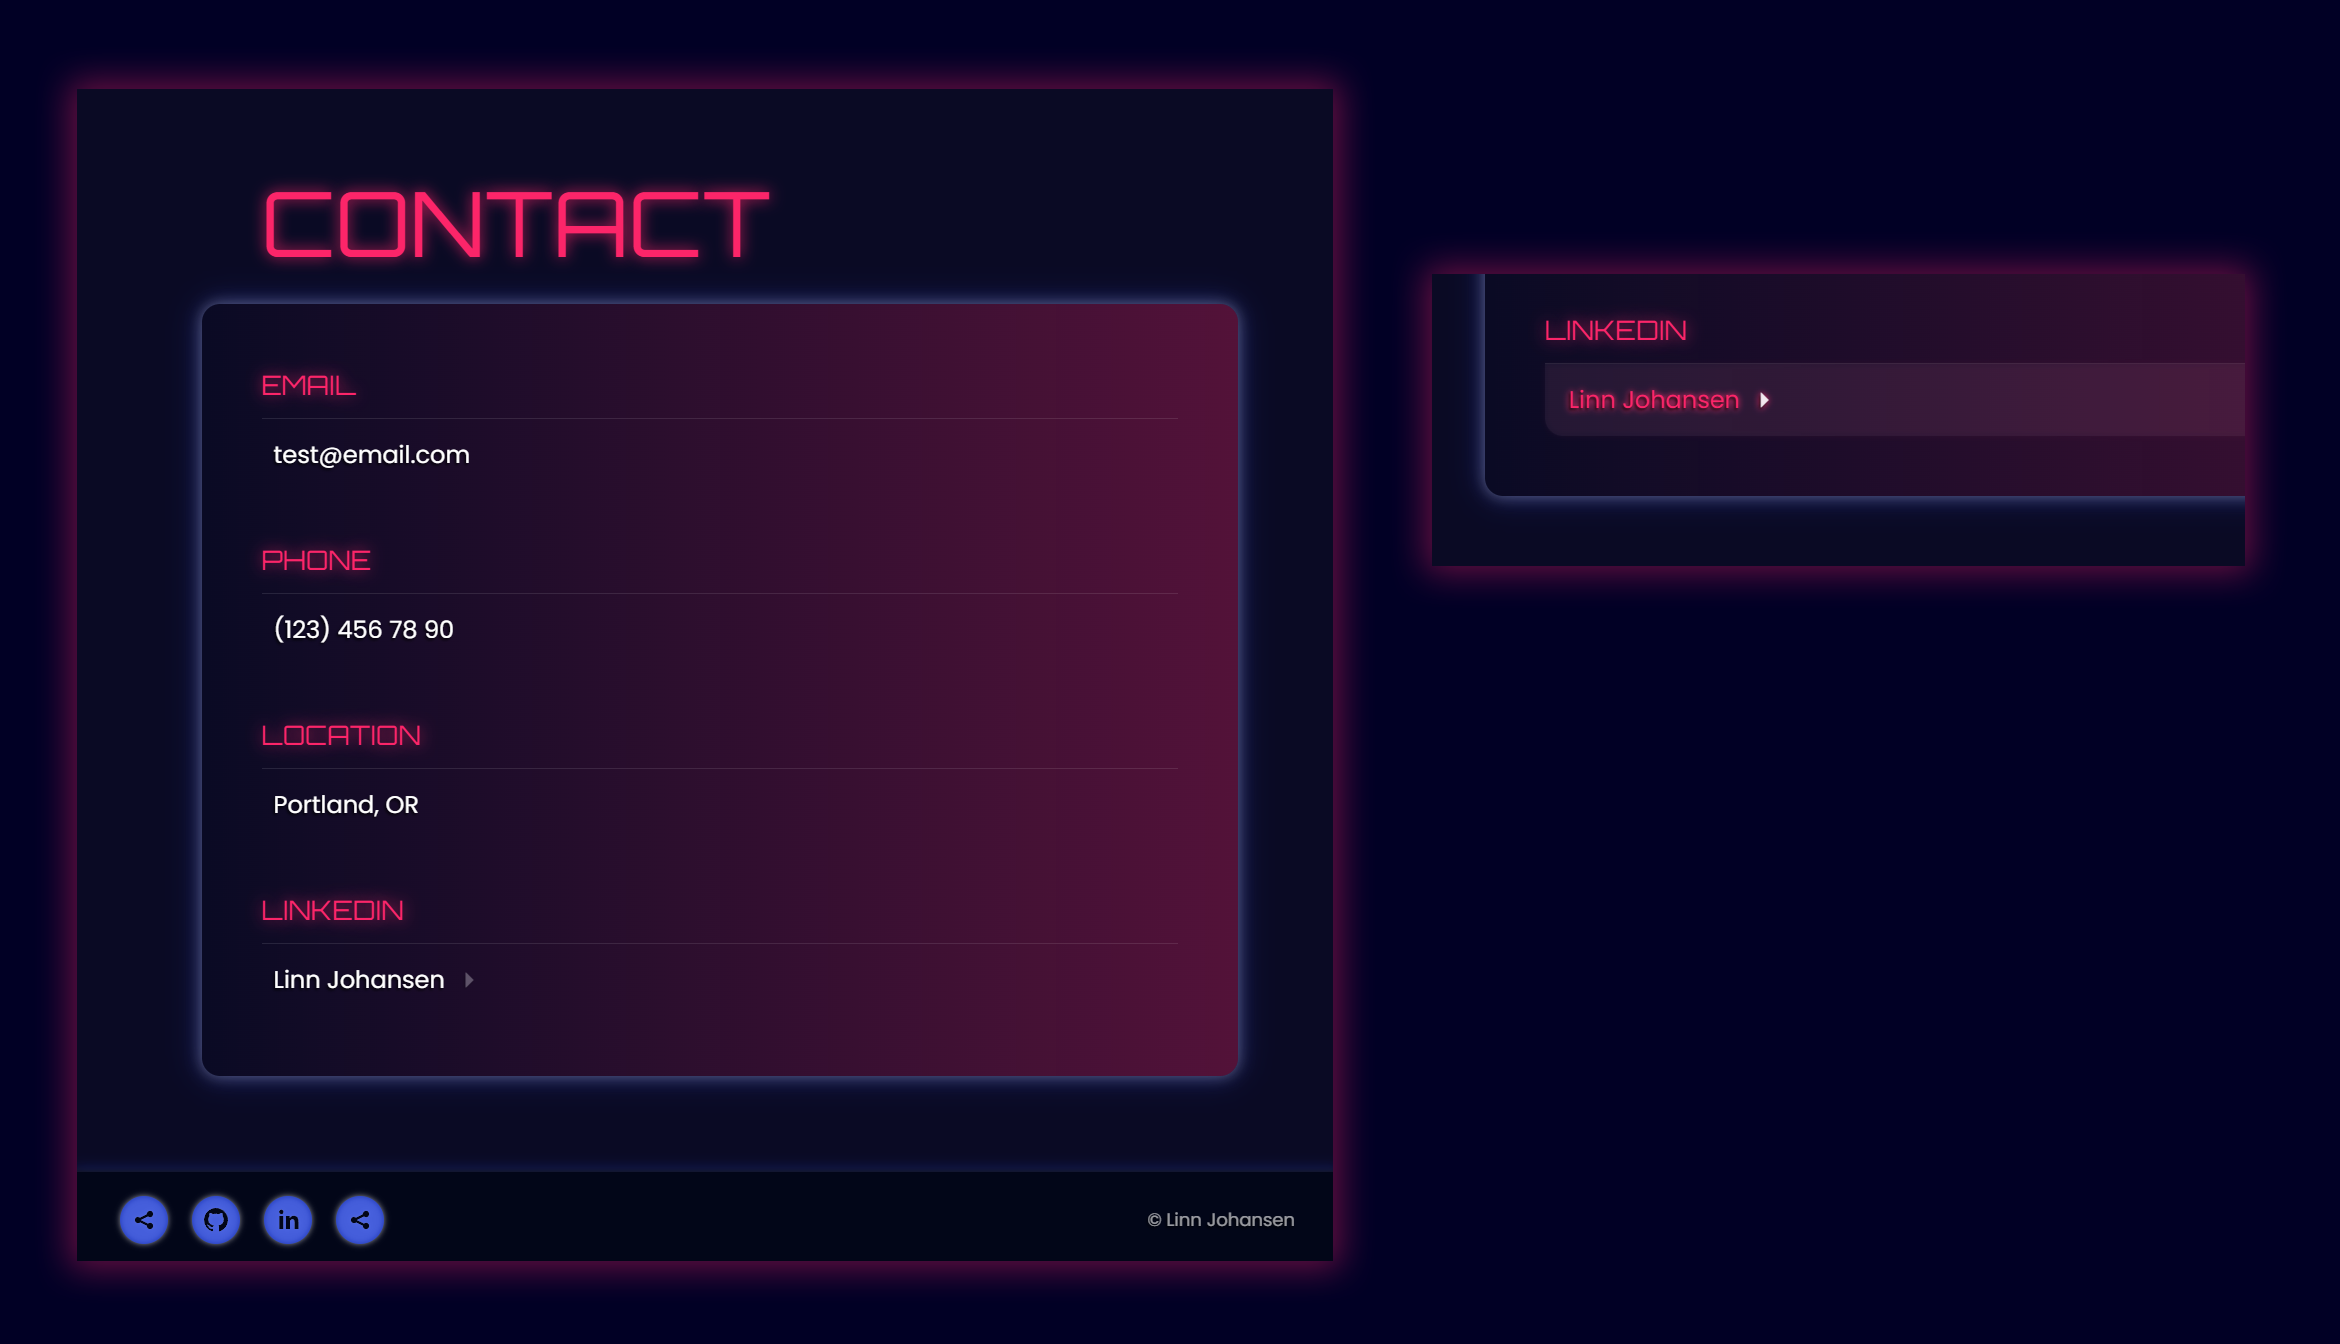 CONTACT
EMAIL
test@email.com
PHONE
(123) 456 78 90
LOCATION
Portland, OR
LINKEDIN
Linn Johansen
in
© Linn Johansen
LINKEDIN
Linn Johansen